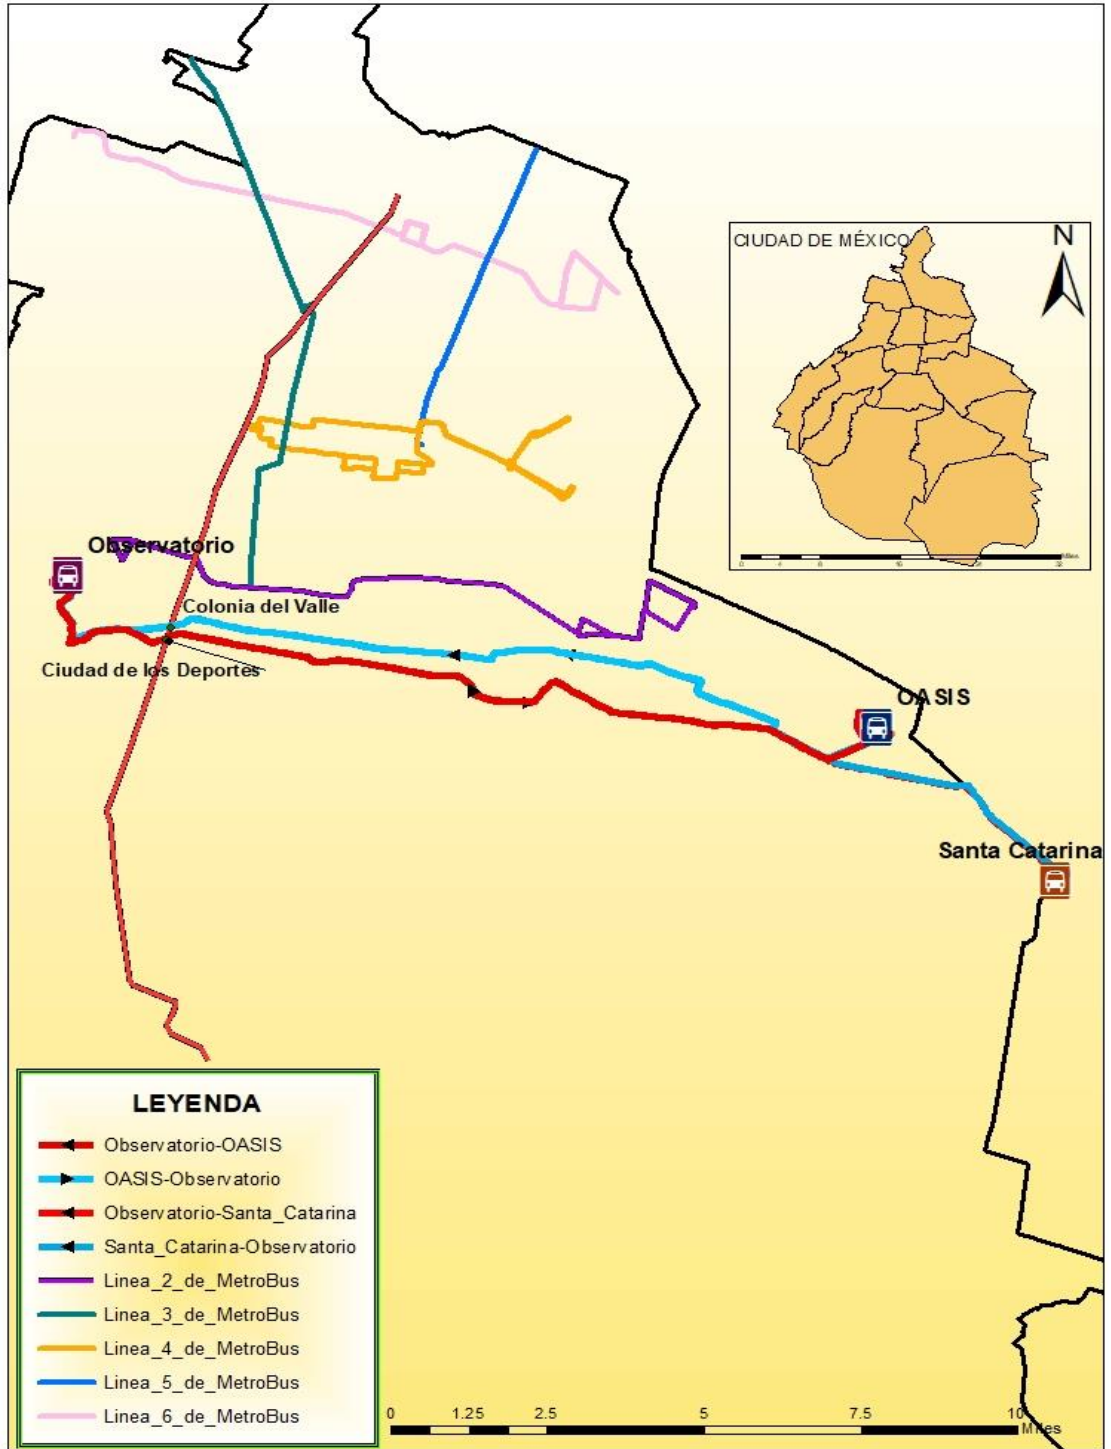 CIUDAD DE MÉXICO
N
Observatorio
Colonia del Valle
Ciudad de los Deportes
OASIS
Santa Catarina
LEYENDA
Observatorio-OASIS
OASIS-Observatorio
Observatorio-Santa_Catarina
Santa_Catarina-Observatorio
Linea_2_de_MetroBus
Linea_3_de_MetroBus
Linea_4_de_MetroBus
Linea_5_de_MetroBus
Linea_6_de_MetroBus
0 1.25 2.5 5 7.5 10
Miles